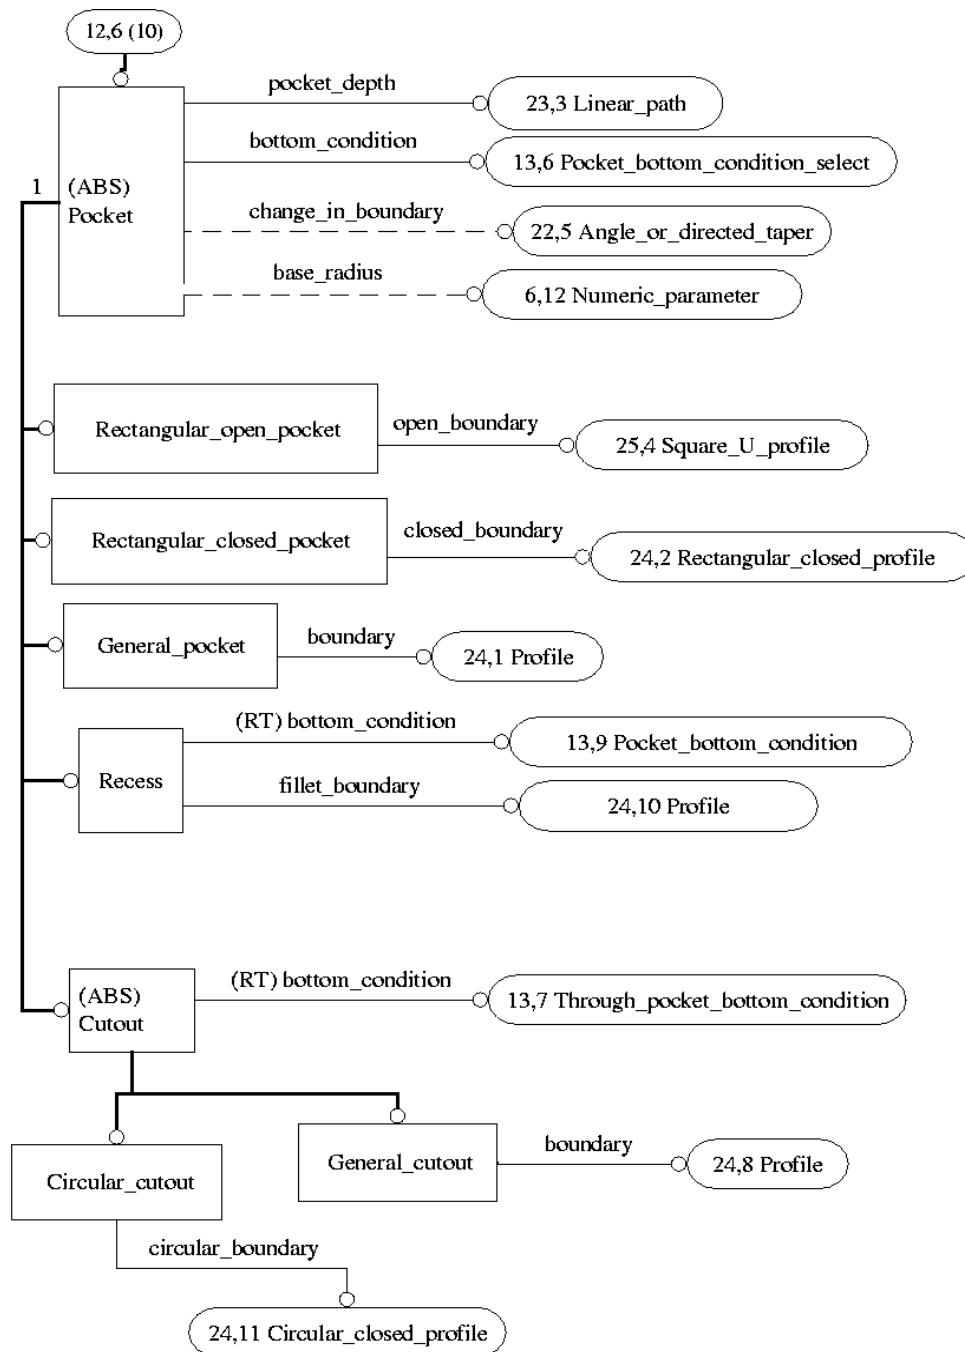 12,6 (10)
pocket_depth
23,3 Linear_path
bottom_condition
13,6 Pocket_bottom_condition_select
1
(ABS)
Pocket
change_in_boundary
22,5 Angle_or_directed_taper
base_radius
6,12 Numeric_parameter
Rectangular_open_pocket
open_boundary
25,4 Square_U_profile
Rectangular_closed_pocket
closed_boundary
24,2 Rectangular_closed_profile
General_pocket
boundary
24,1 Profile
(RT) bottom_condition
13,9 Pocket_bottom_condition
Recess
fillet_boundary
24,10 Profile
(ABS)
Cutout
(RT) bottom_condition
13,7 Through_pocket_bottom_condition
Circular_cutout
General_cutout
boundary
24,8 Profile
circular_boundary
24,11 Circular_closed_profile